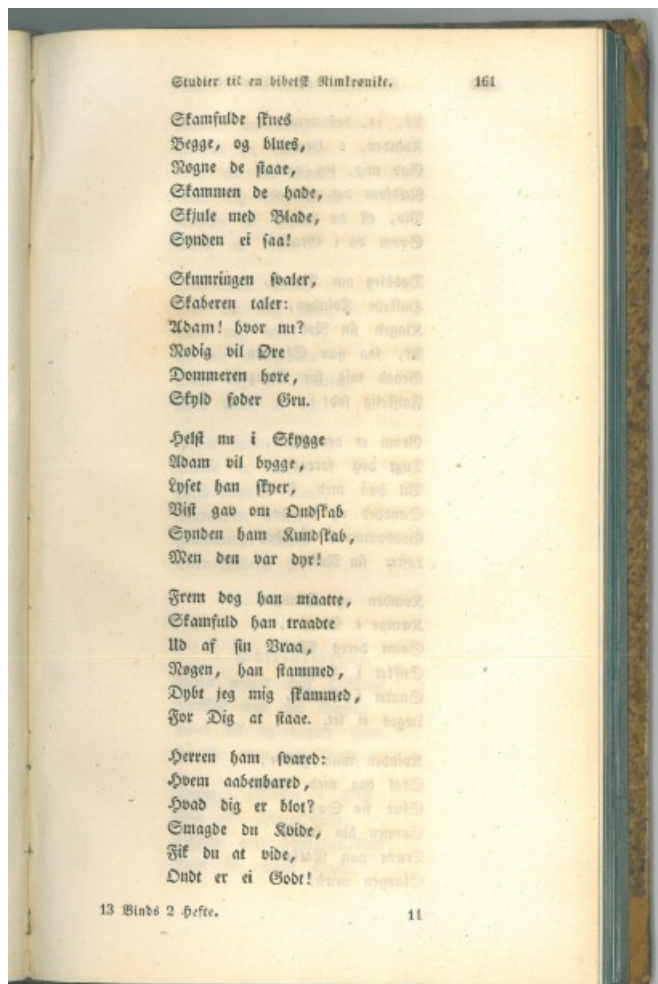 Studier til en bibelsk Rimkrønike. 161
Skamfulde skues
Begge, og blues,
Nøgne de staae,
Skammen de hade,
Skjule med Blade,
Synden ei saa!
Skumringen svaler,
Skaberen taler:
Adam! hvor nu?
Nødig vil Øre
Dommeren høre,
Skyld føder Gru.
Helst nu i Skygge
Adam vil bygge,
Lyset han skyer,
Vist gav om Ondskab
Synden ham Kundskab,
Men den var dyr!
Frem dog han maatte,
Skamfuld han traadte
Ud af sin Vraa,
Nøgen, han stammed,
Dybt jeg mig skammed,
For Dig at staae.
Herren ham svared:
Hvem aabenbared,
Hvad dig er blot?
Smagde du Kvide,
Fik du at vide,
Ondt er ei Godt!
13 Binds 2 Hefte. 11